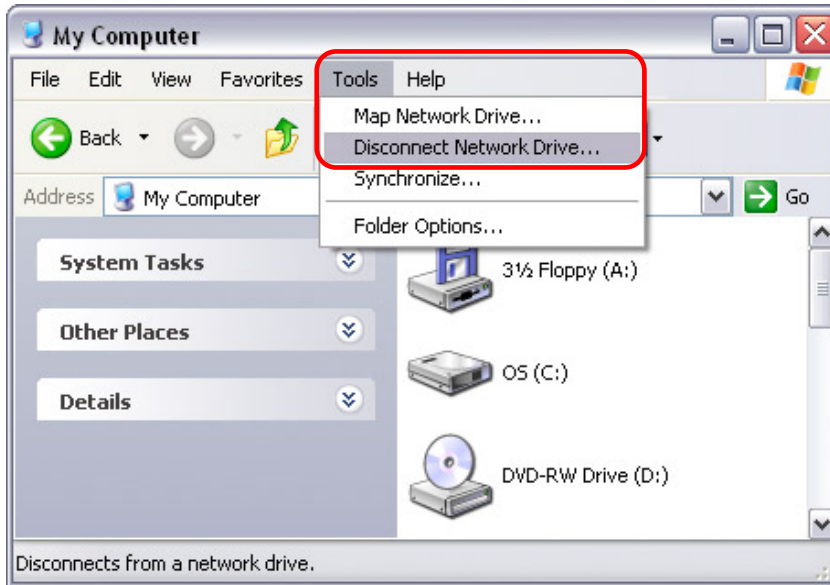 My Computer
File Edit View Favorites Tools Help
Map Network Drive...
Back
Disconnect Network Drive...
Synchronize...
Address My Computer Go
Folder Options...
System Tasks
3½ Floppy (A:)
Other Places
OS (C:)
Details
DVD-RW Drive (D:)
Disconnects from a network drive.